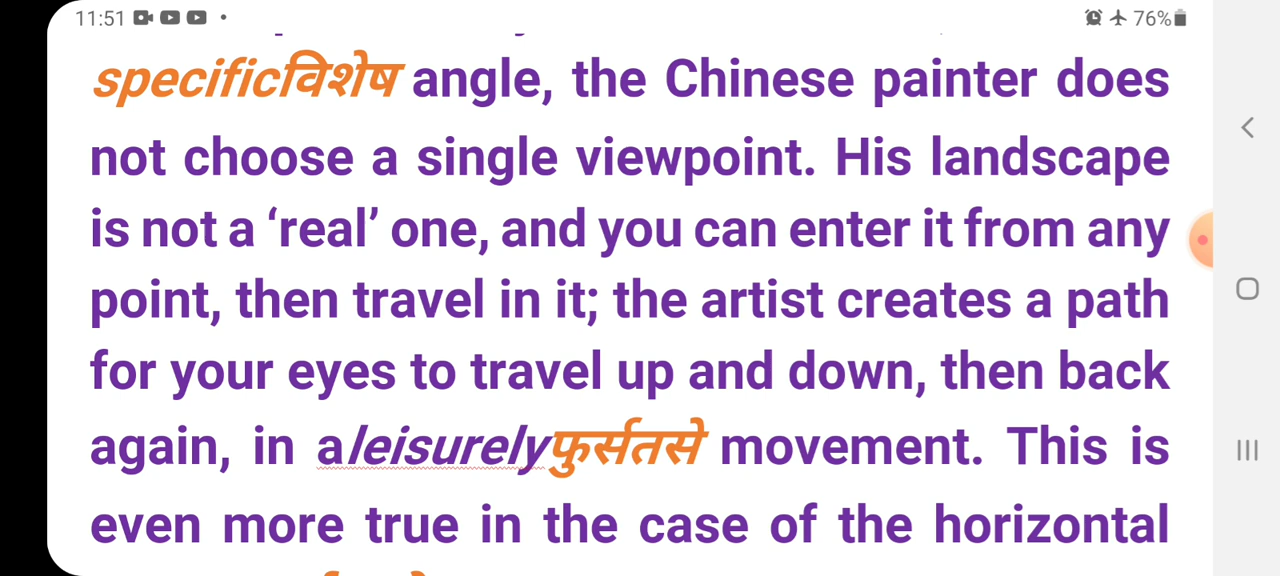 11:51 76%
specificविशेष angle, the Chinese painter does
not choose a single viewpoint. His landscape
is not a ‘real’ one, and you can enter it from any
point, then travel in it; the artist creates a path
for your eyes to travel up and down, then back
again, in aleisurelyफुर्सतसे movement. This is
even more true in the case of the horizontal